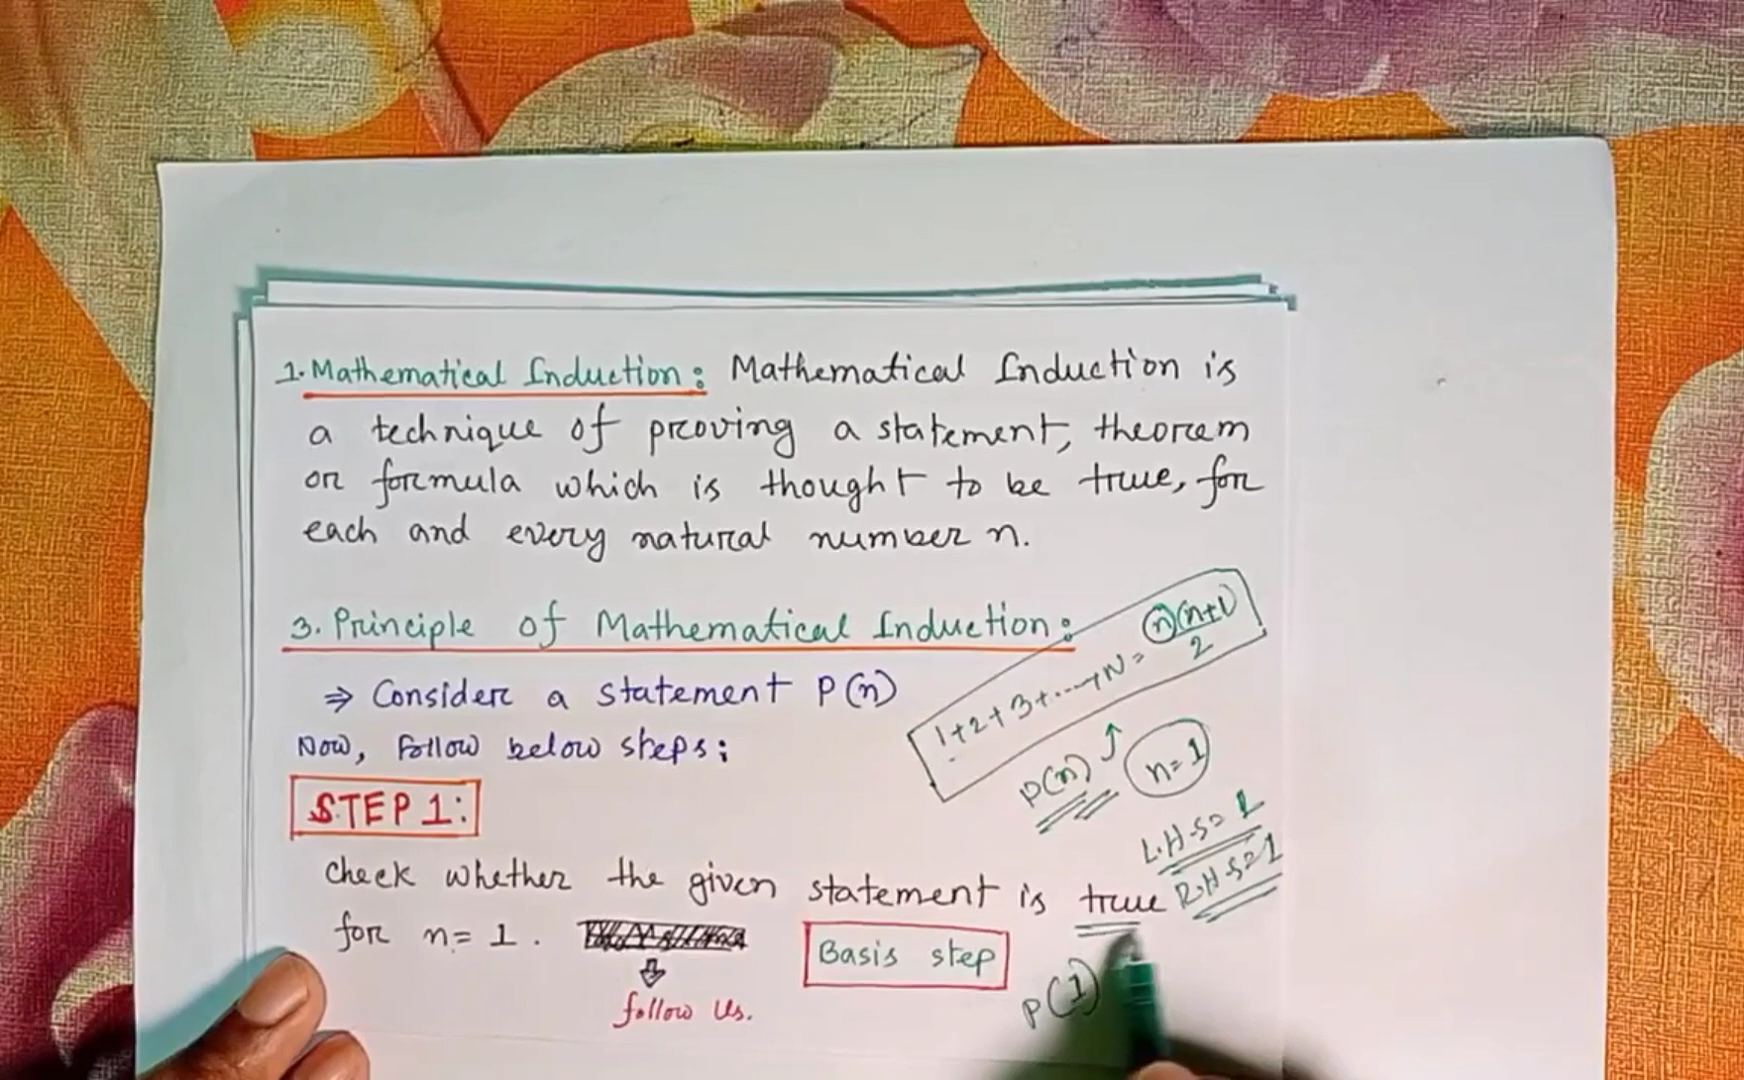 1. Mathematical Induction: Mathematical Induction is
a technique of proving a statement, theorem
or formula which is thought to be true, for
each and every natural number n.
3. Principle of Mathematical Induction:
⇒ Consider a statement P(n)
Now, Follow below steps:
1+2+3+....+N = n(n+1)/2
P(n) ↑ n=1
STEP 1:
L.H.S = 1
R.H.S = 1
check whether the given statement is true
for n = 1.
Basis step
follow Us.
P(1)